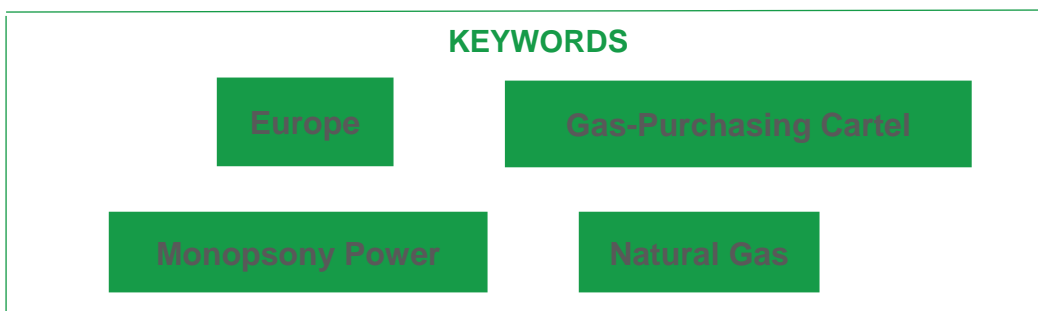 KEYWORDS
Europe
Gas-Purchasing Cartel
Monopsony Power
Natural Gas